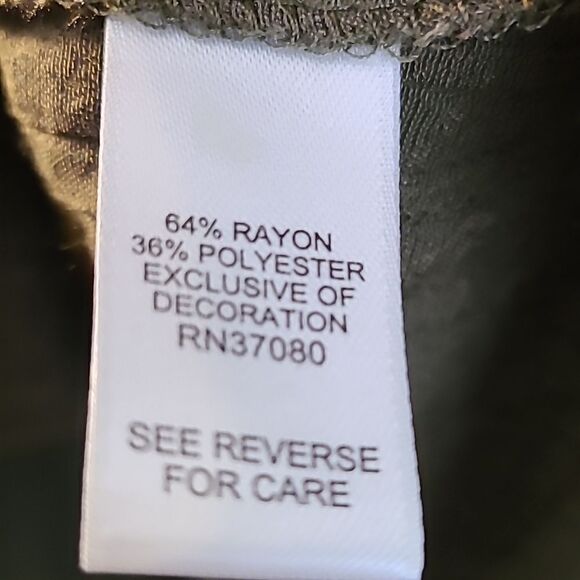 64% RAYON
36% POLYESTER
EXCLUSIVE OF
DECORATION
RN37080
SEE REVERSE
FOR CARE